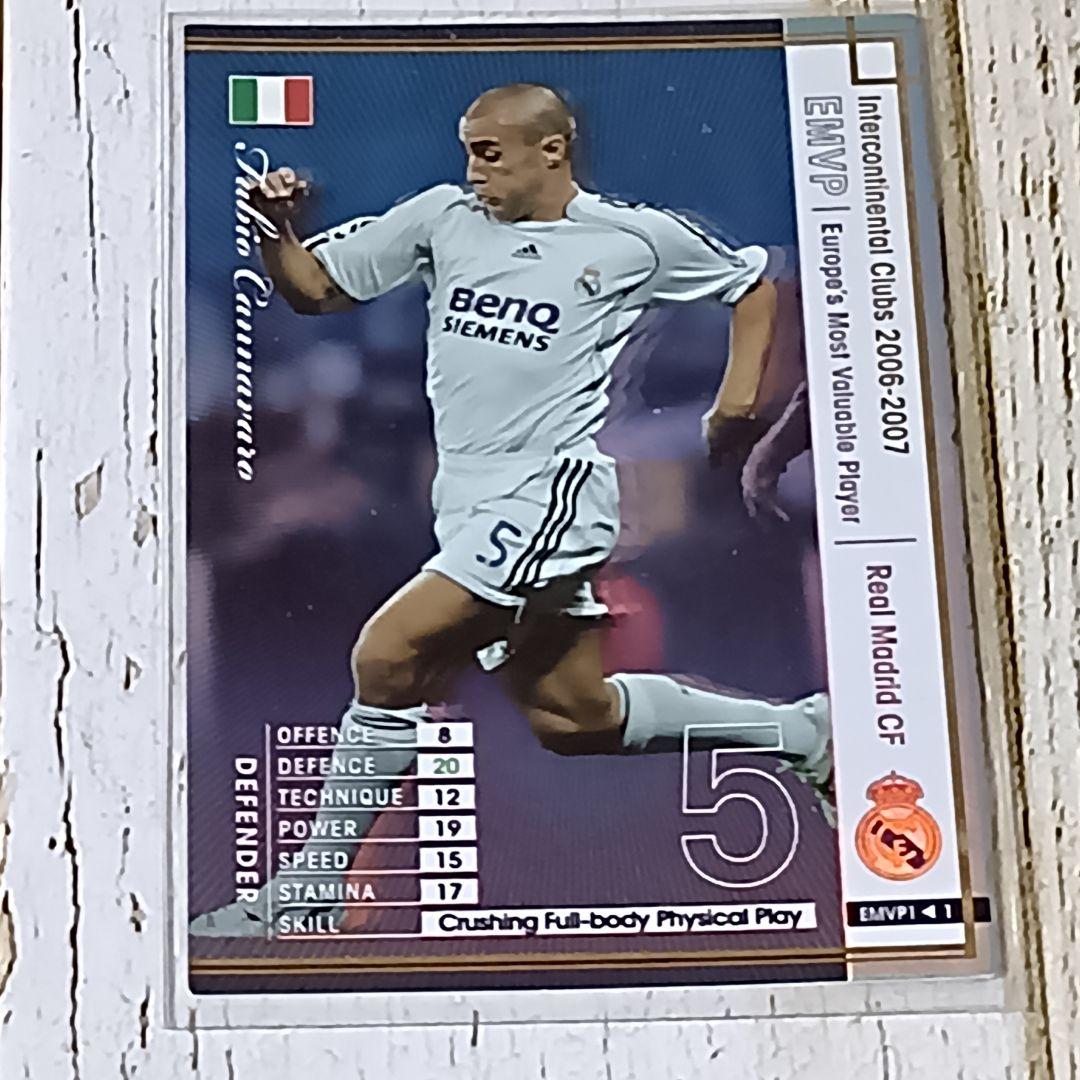 Intercontinental Clubs 2006-2007 | Real Madrid CF
EMVP | Europe's Most Valuable Player
Fabio Cannavaro
BenQ
SIEMENS
5
DEFENDER
OFFENCE 8
DEFENCE 20
TECHNIQUE 12
POWER 19
SPEED 15
STAMINA 17
SKILL Crushing Full-body Physical Play
5
EMVP1 ◀ 1